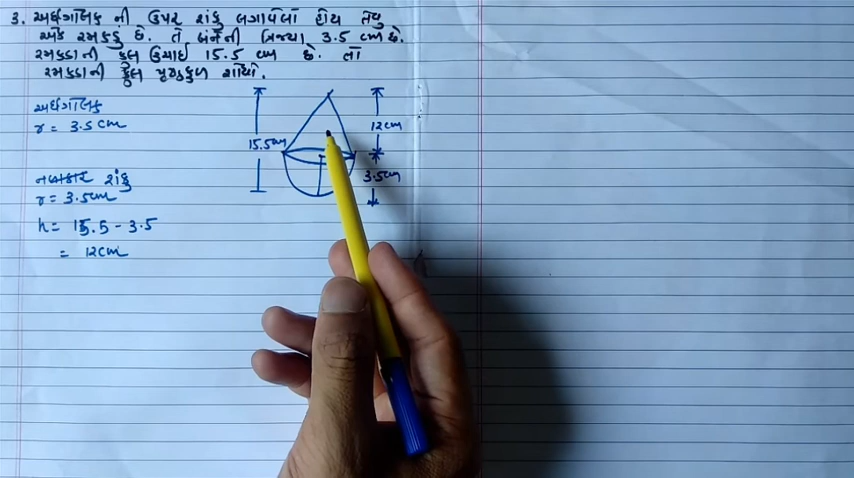 3. અર્ધગોલક ની ઉપર શંકુ લગાવેલો હોય તેવુ
એક રમકડું છે. તે બંનેની ત્રિજ્યા 3.5 cm છે.
રમકડાની કુલ ઉંચાઈ 15.5 cm છે. તો
રમકડાની કુલ પૃષ્ઠફળ શોધો.
અર્ધગોલક
r = 3.5 cm
15.5cm
12cm
3.5cm
નળાકાર શંકુ
r = 3.5cm
h = 15.5 - 3.5
= 12cm